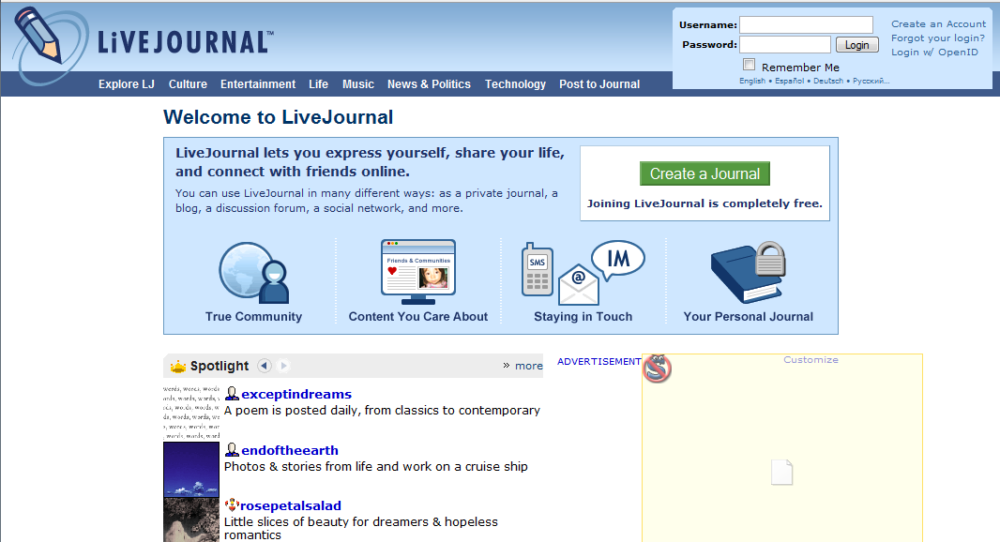 LiVEJOURNAL™
Username:
Password:
Login
Remember Me
English • Español • Deutsch • Русский...
Create an Account
Forgot your login?
Login w/ OpenID
Explore LJ Culture Entertainment Life Music News & Politics Technology Post to Journal
Welcome to LiveJournal
LiveJournal lets you express yourself, share your life,
and connect with friends online.
You can use LiveJournal in many different ways: as a private journal, a
blog, a discussion forum, a social network, and more.
Create a Journal
Joining LiveJournal is completely free.
Friends & Communities
SMS
@
IM
True Community
Content You Care About
Staying in Touch
Your Personal Journal
Spotlight
» more
words, words, words
exceptindreams
A poem is posted daily, from classics to contemporary
endoftheearth
Photos & stories from life and work on a cruise ship
rosepetalsalad
Little slices of beauty for dreamers & hopeless
romantics
ADVERTISEMENT
Customize